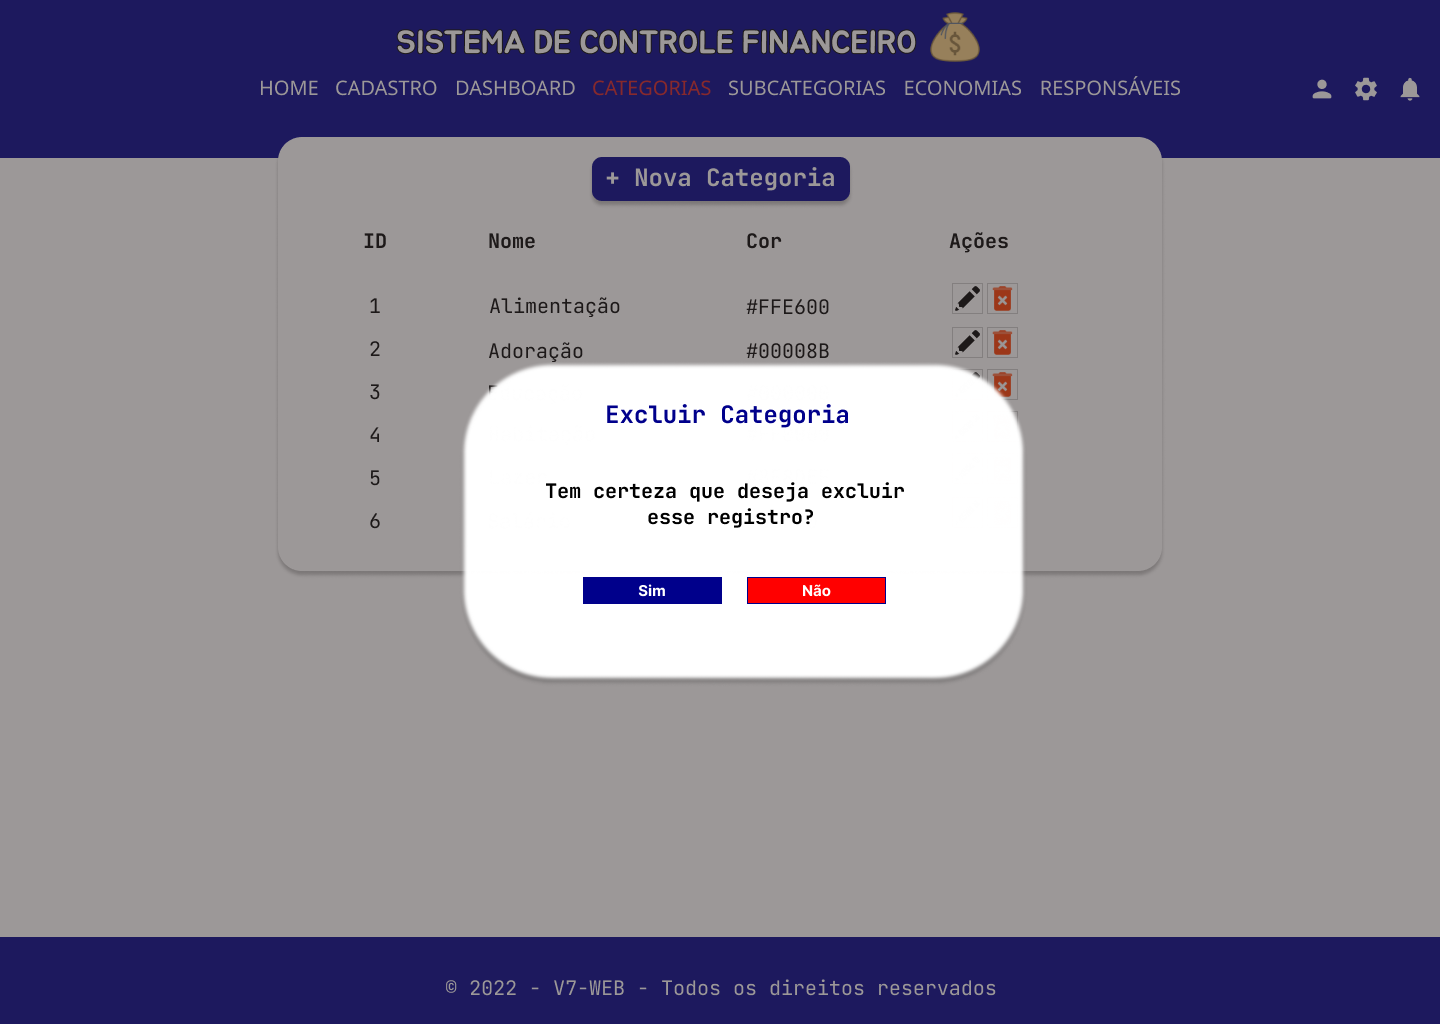 SISTEMA DE CONTROLE FINANCEIRO
HOME CADASTRO DASHBOARD CATEGORIAS SUBCATEGORIAS ECONOMIAS RESPONSÁVEIS
+ Nova Categoria
ID Nome Cor Ações
1 Alimentação #FFE600
2 Adoração #00008B
3
4
5
6
Excluir Categoria
Tem certeza que deseja excluir
esse registro?
Sim Não
© 2022 - V7-WEB - Todos os direitos reservados